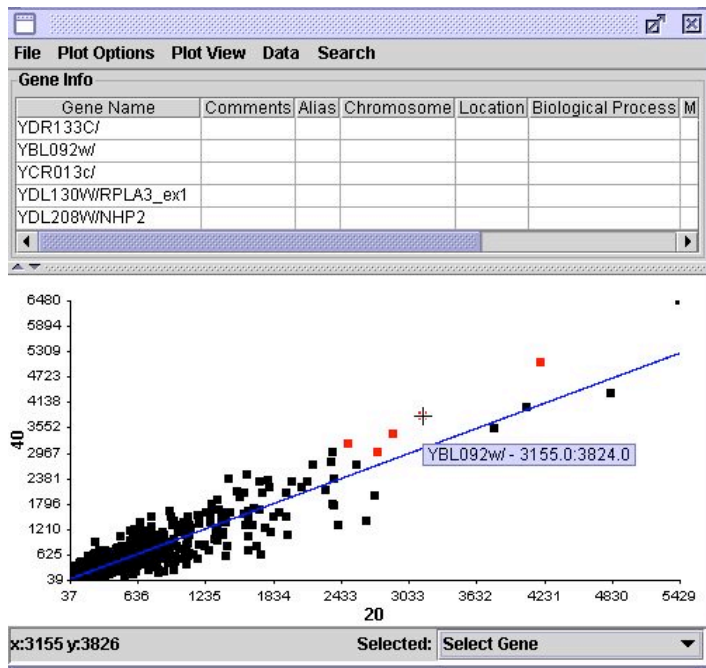 File Plot Options Plot View Data Search
Gene Info
Gene Name Comments Alias Chromosome Location Biological Process M
YDR133C/
YBL092w/
YCR013c/
YDL130W/RPLA3_ex1
YDL208W/NHP2
6480
5894
5309
4723
4138
3552
2967
2381
1796
1210
625
39
40
YBL092w/ - 3155.0:3824.0
37 636 1235 1834 2433 3033 3632 4231 4830 5429
20
x:3155 y:3826 Selected: Select Gene